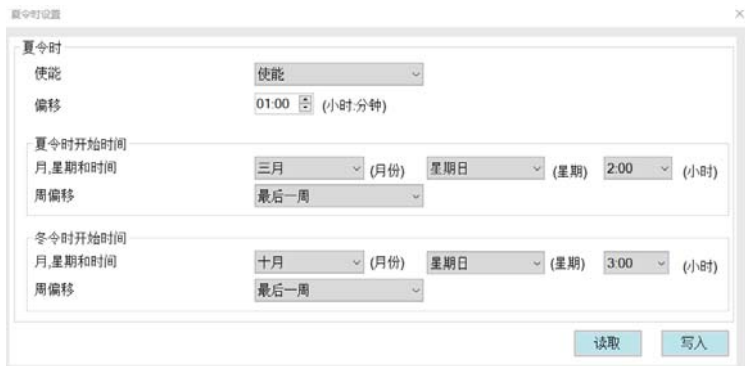 夏令时设置
夏令时
使能 使能
偏移 01:00 (小时:分钟)
夏令时开始时间
月,星期和时间 三月 (月份) 星期日 (星期) 2:00 (小时)
周偏移 最后一周
冬令时开始时间
月,星期和时间 十月 (月份) 星期日 (星期) 3:00 (小时)
周偏移 最后一周
读取 写入